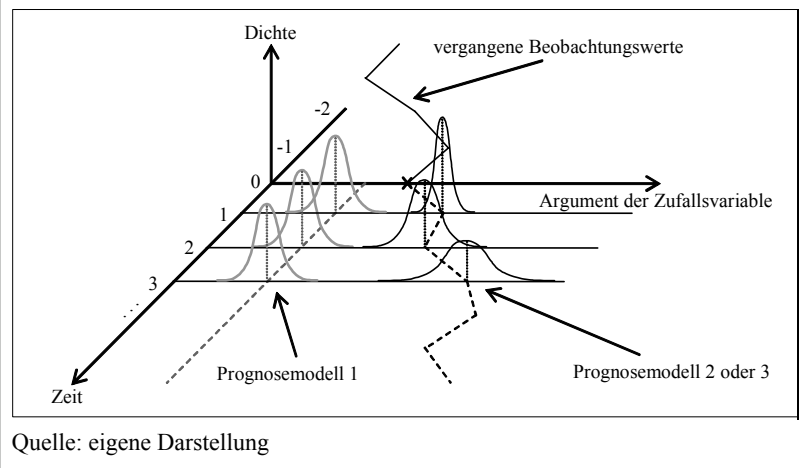 Dichte
vergangene Beobachtungswerte
-2
-1
0
Argument der Zufallsvariable
1
2
3
...
Prognosemodell 1
Prognosemodell 2 oder 3
Zeit
Quelle: eigene Darstellung